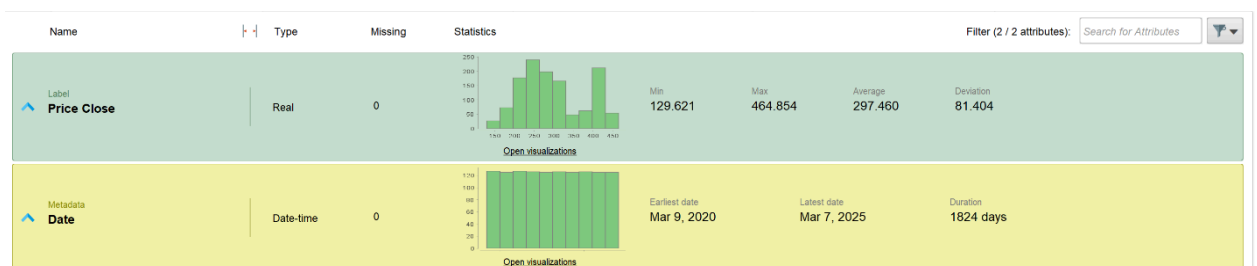 Name Type Missing Statistics Filter (2 / 2 attributes): Search for Attributes
Label
Price Close
Real
0
250
200
150
100
50
0
150 200 250 300 350 400 450
Open visualizations
Min Max Average Deviation
129.621 464.854 297.460 81.404
Metadata
Date
Date-time
0
120
100
80
60
40
20
0
Open visualizations
Earliest date Latest date Duration
Mar 9, 2020 Mar 7, 2025 1824 days